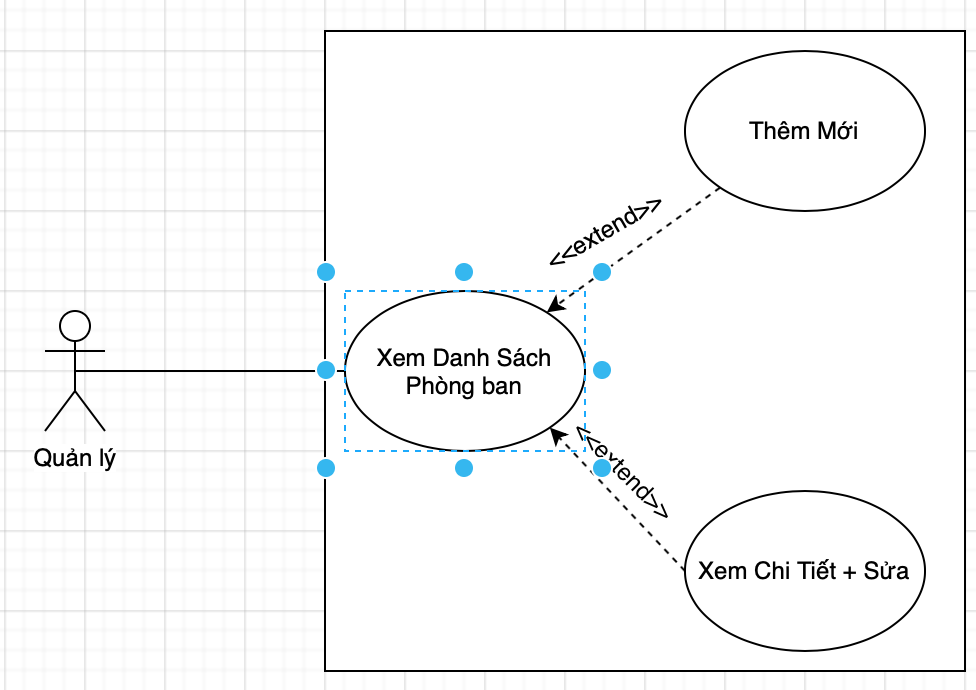 Thêm Mới
<<extend>>
Xem Danh Sách
Phòng ban
Quản lý
<<extend>>
Xem Chi Tiết + Sửa